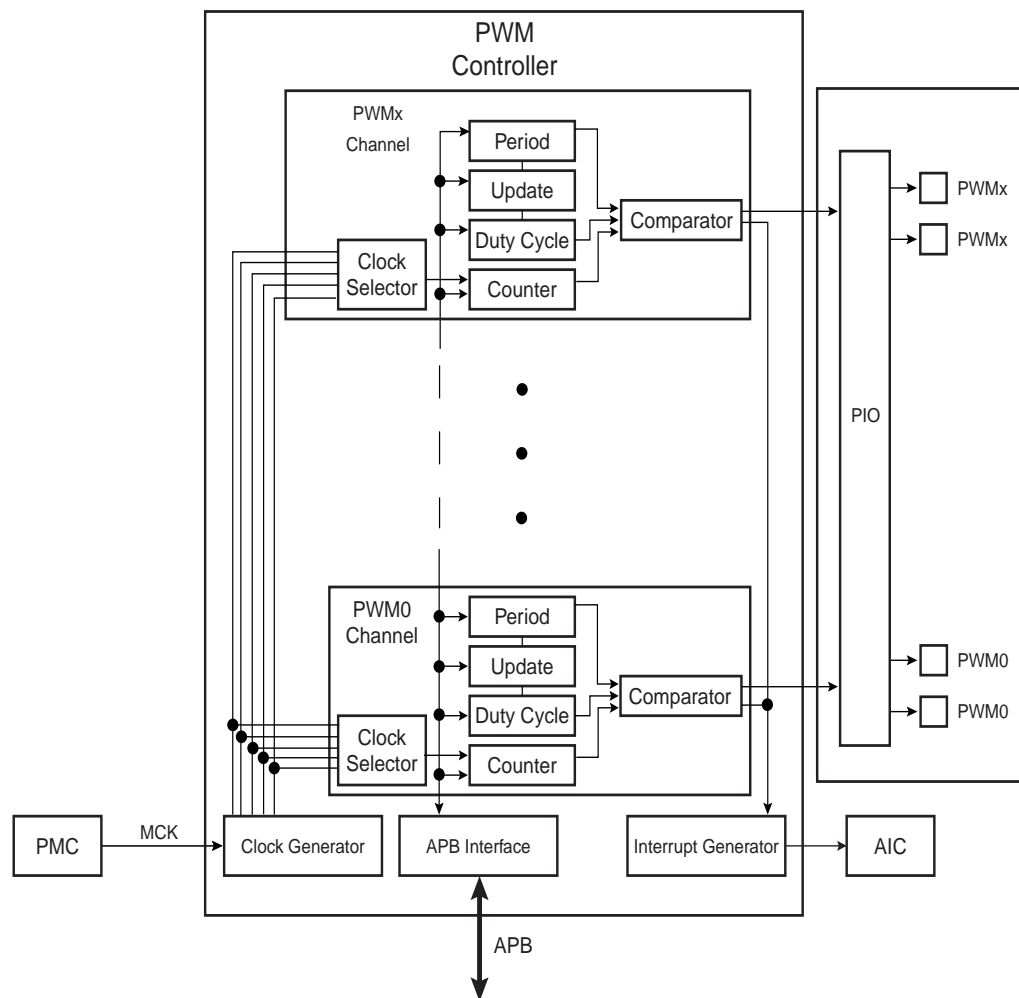 PWM
Controller
PWMx
Channel
Period
Update
Duty Cycle
Comparator
Clock
Selector
Counter
PWMx
PWMx
PIO
PWM0
Channel
Period
Update
Duty Cycle
Comparator
Clock
Selector
Counter
PWM0
PWM0
PMC
MCK
Clock Generator
APB Interface
Interrupt Generator
AIC
APB